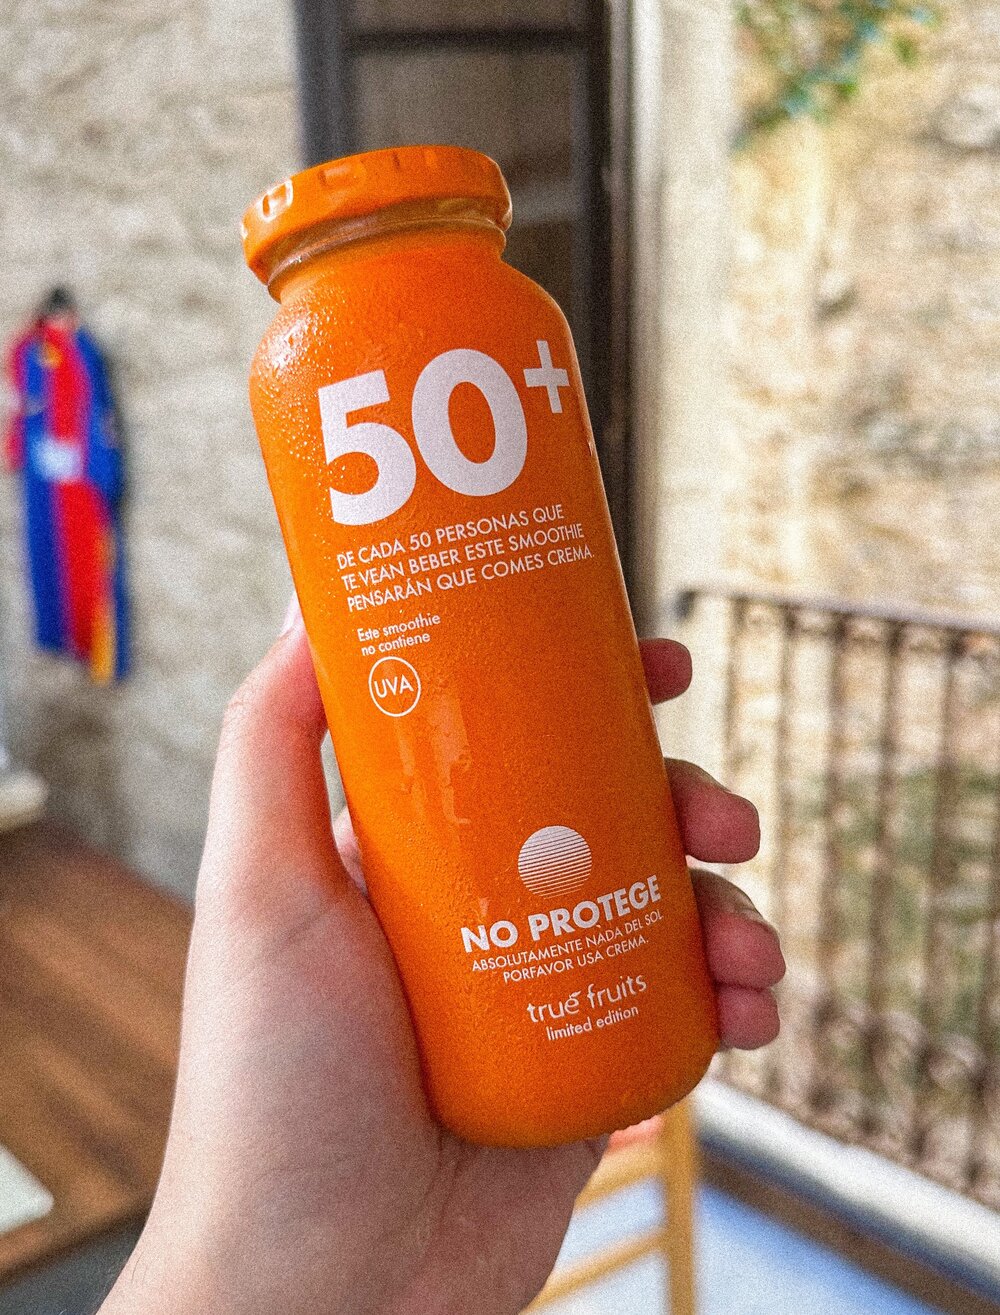 50+
DE CADA 50 PERSONAS QUE
TE VEAN BEBER ESTE SMOOTHIE
PENSARÁN QUE COMES CREMA.
Este smoothie
no contiene
UVA
NO PROTEGE
ABSOLUTAMENTE NADA DEL SOL
PORFAVOR USA CREMA.
true fruits
limited edition